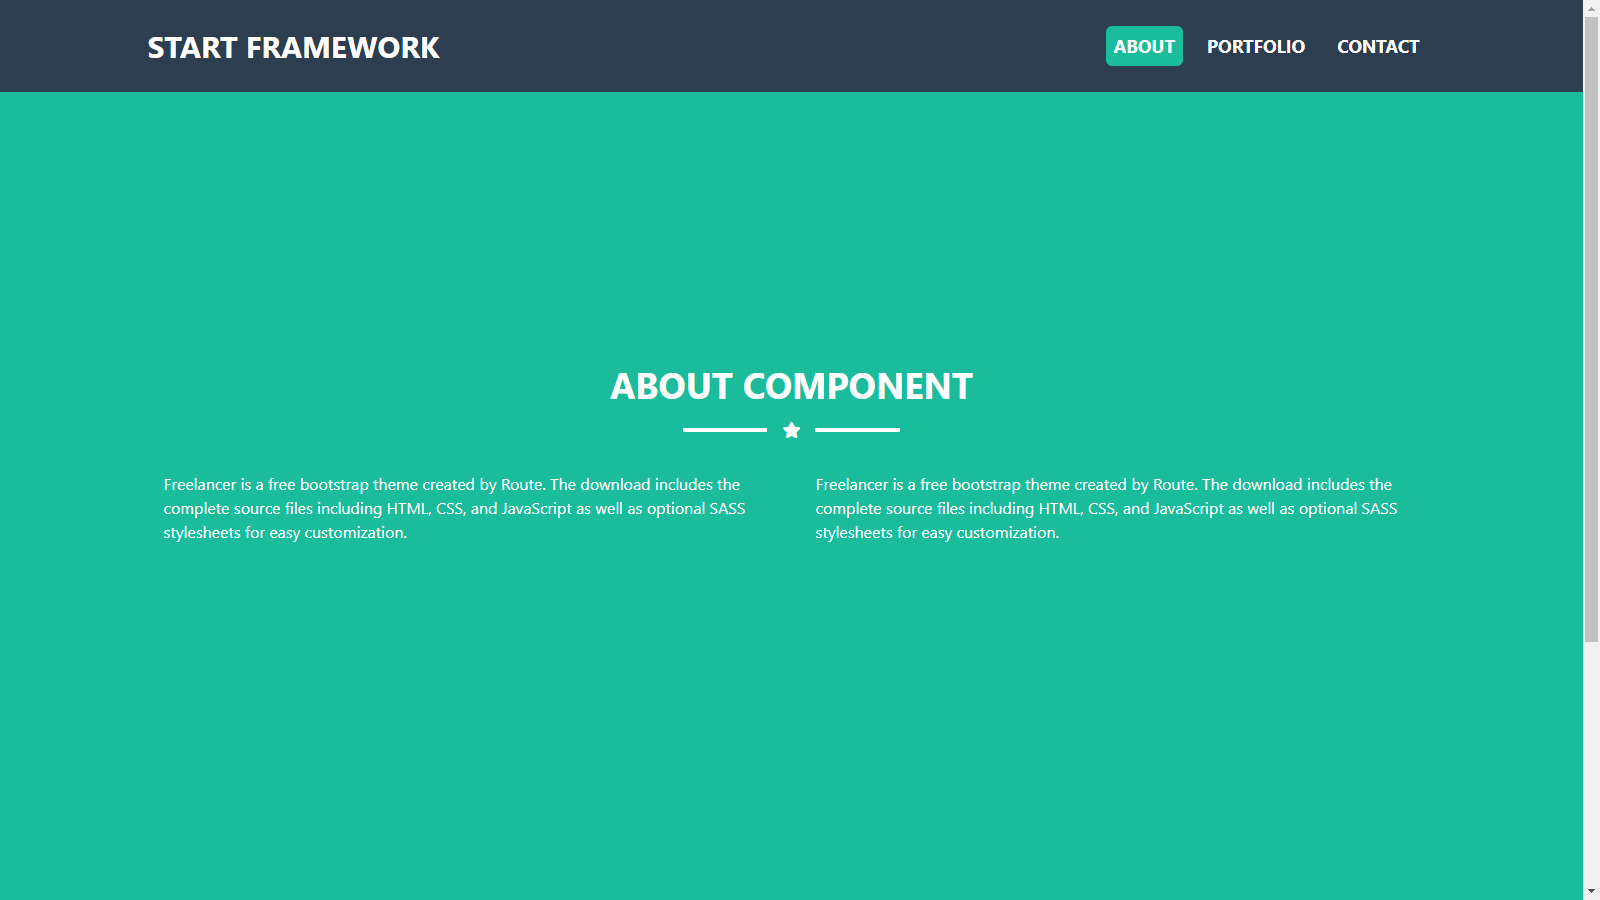 START FRAMEWORK
ABOUT PORTFOLIO CONTACT
ABOUT COMPONENT
Freelancer is a free bootstrap theme created by Route. The download includes the
complete source files including HTML, CSS, and JavaScript as well as optional SASS
stylesheets for easy customization.
Freelancer is a free bootstrap theme created by Route. The download includes the
complete source files including HTML, CSS, and JavaScript as well as optional SASS
stylesheets for easy customization.